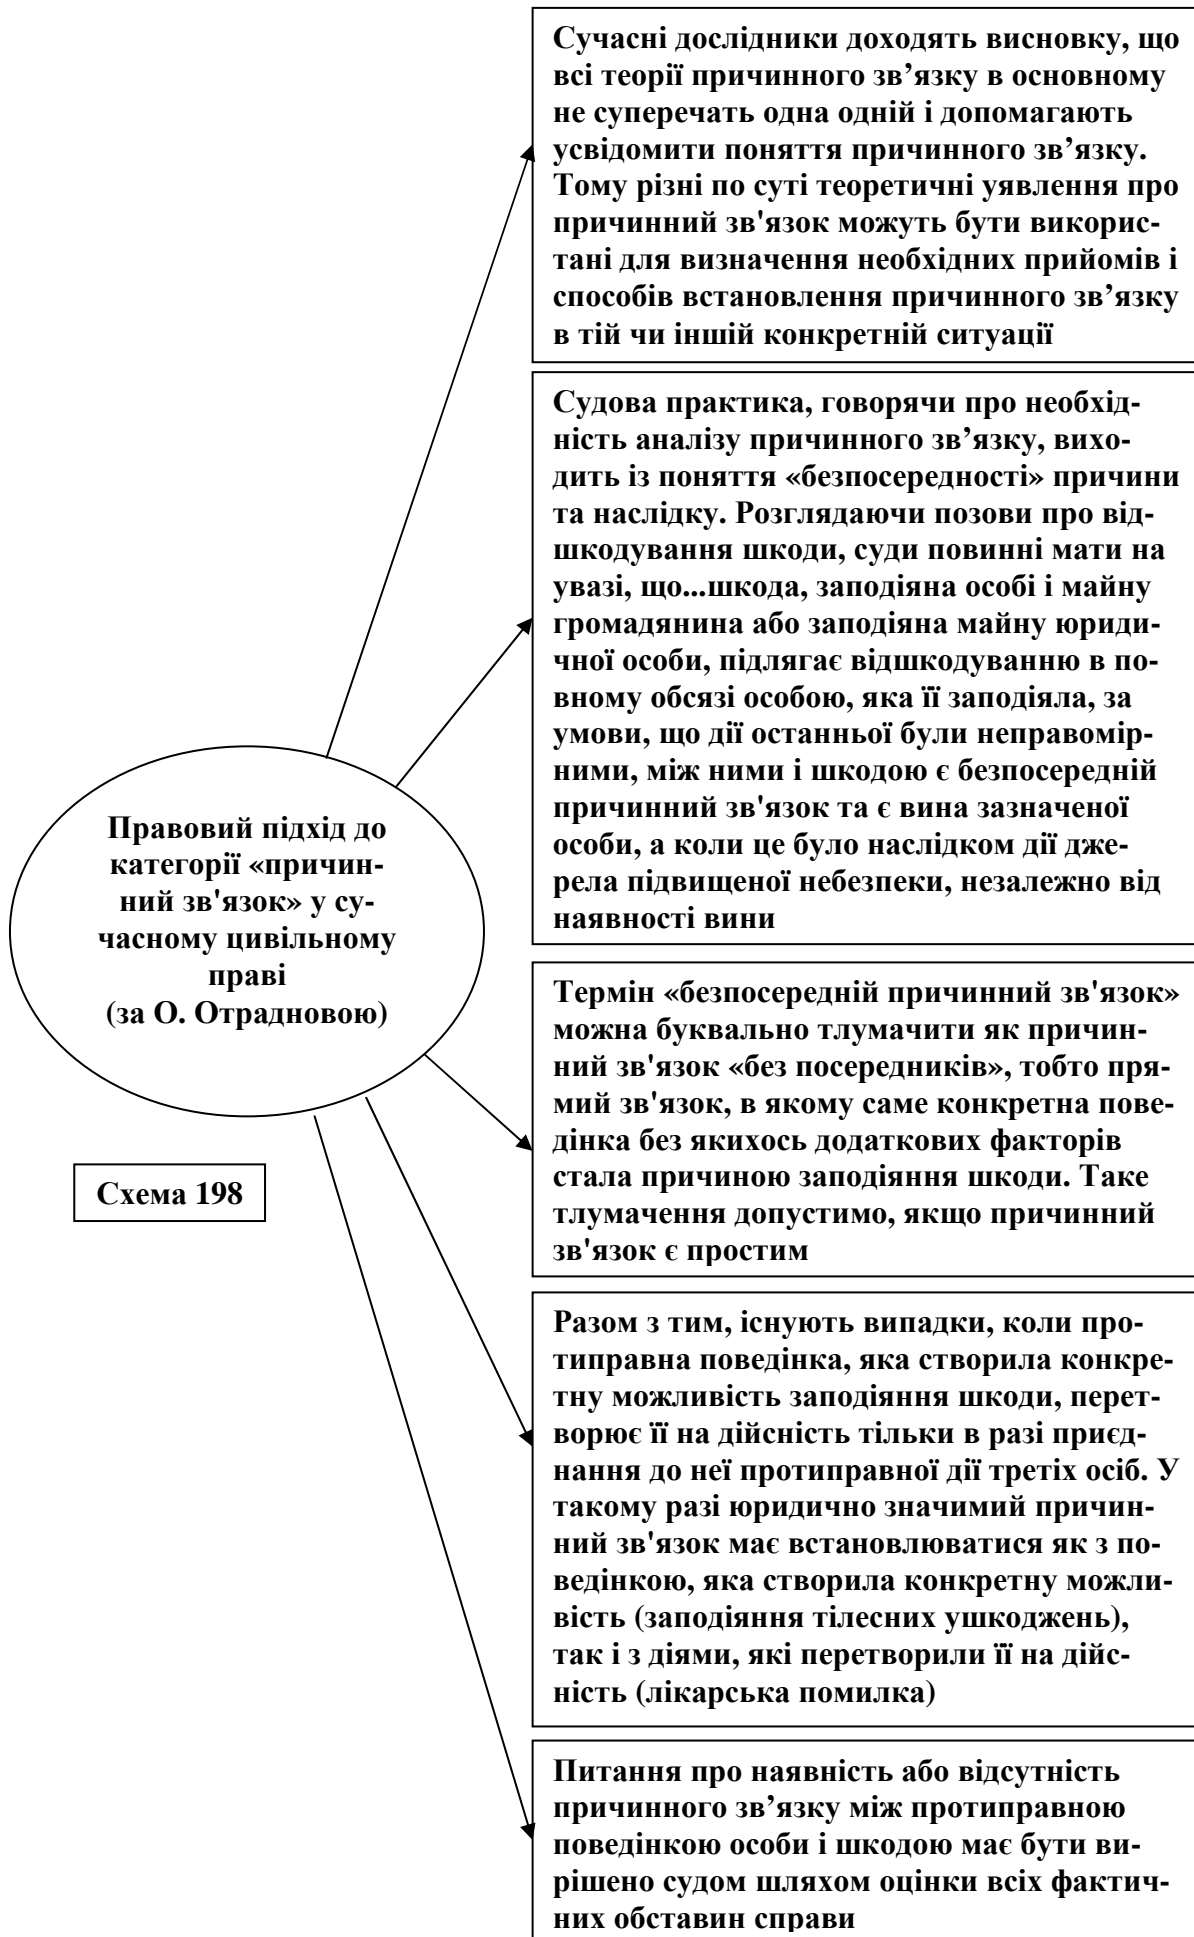 Сучасні дослідники доходять висновку, що
всі теорії причинного зв’язку в основному
не суперечать одна одній і допомагають
усвідомити поняття причинного зв’язку.
Тому різні по суті теоретичні уявлення про
причинний зв'язок можуть бути викорис-
тані для визначення необхідних прийомів і
способів встановлення причинного зв’язку
в тій чи іншій конкретній ситуації
Судова практика, говорячи про необхід-
ність аналізу причинного зв’язку, вихо-
дить із поняття «безпосередності» причини
та наслідку. Розглядаючи позови про від-
шкодування шкоди, суди повинні мати на
увазі, що...шкода, заподіяна особі і майну
громадянина або заподіяна майну юриди-
чної особи, підлягає відшкодуванню в по-
вному обсязі особою, яка її заподіяла, за
умови, що дії останньої були неправомір-
ними, між ними і шкодою є безпосередній
причинний зв'язок та є вина зазначеної
особи, а коли це було наслідком дії дже-
рела підвищеної небезпеки, незалежно від
наявності вини
Правовий підхід до
категорії «причин-
ний зв'язок» у су-
часному цивільному
праві
(за О. Отрадновою)
Термін «безпосередній причинний зв'язок»
можна буквально тлумачити як причин-
ний зв'язок «без посередників», тобто пря-
мий зв'язок, в якому саме конкретна пове-
дінка без якихось додаткових факторів
стала причиною заподіяння шкоди. Таке
тлумачення допустимо, якщо причинний
зв'язок є простим
Схема 198
Разом з тим, існують випадки, коли про-
типравна поведінка, яка створила конкре-
тну можливість заподіяння шкоди, перет-
ворює її на дійсність тільки в разі приєд-
нання до неї протиправної дії третіх осіб. У
такому разі юридично значимий причин-
ний зв'язок має встановлюватися як з по-
ведінкою, яка створила конкретну можли-
вість (заподіяння тілесних ушкоджень),
так і з діями, які перетворили її на дійс-
ність (лікарська помилка)
Питання про наявність або відсутність
причинного зв’язку між протиправною
поведінкою особи і шкодою має бути ви-
рішено судом шляхом оцінки всіх фактич-
них обставин справи